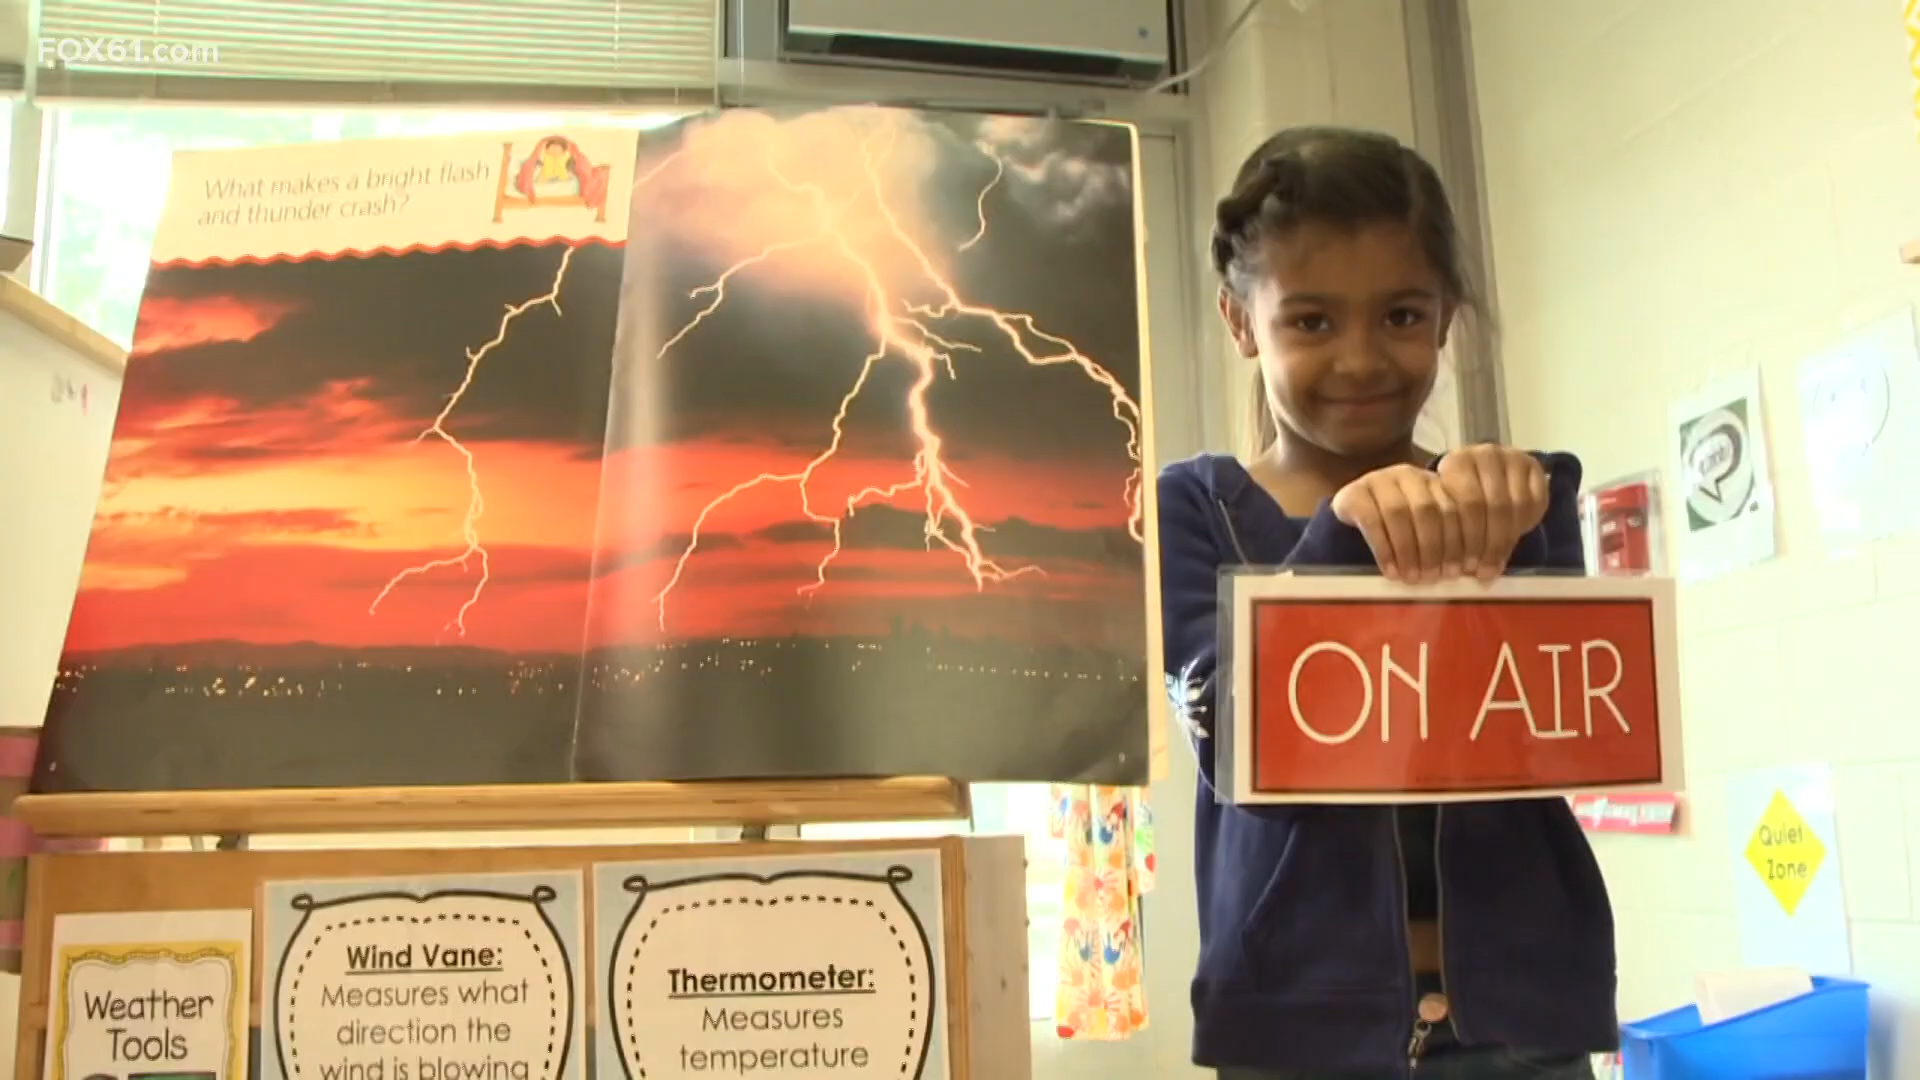 FOX61.com
What makes a bright flash
and thunder crash?
ON AIR
Quiet
Zone
Weather
Tools
Wind Vane:
Measures what
direction the
wind is blowing
Thermometer:
Measures
temperature